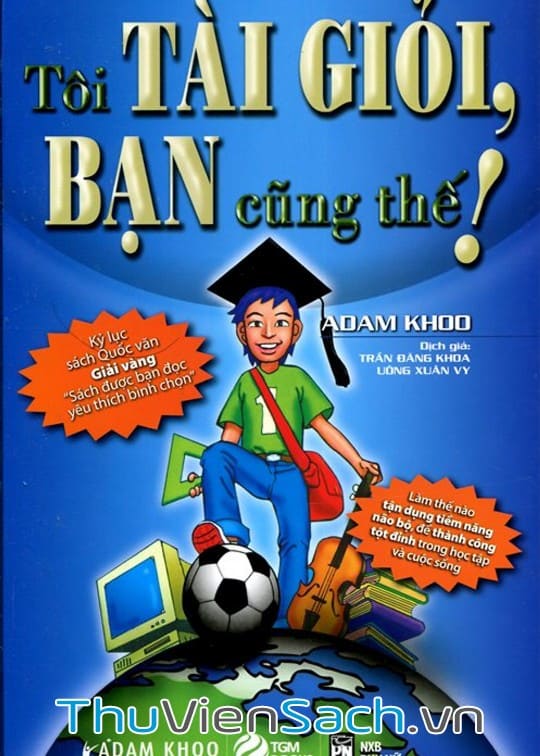 Tôi TÀI GIỎI,
BẠN cũng thế!
ADAM KHOO
Dịch giả:
TRẦN ĐĂNG KHOA
UÔNG XUÂN VY
Kỷ lục
sách Quốc văn
Giải vàng
"Sách được bạn đọc
yêu thích bình chọn"
1
Làm thế nào
tận dụng tiềm năng
não bộ, để thành công
tột đỉnh trong học tập
và cuộc sống
ThuVienSach.vn
ADAM KHOO
TGM
PN
NXB